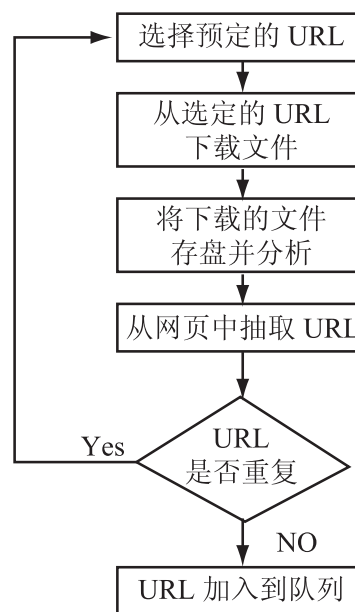 选择预定的 URL
从选定的 URL
下载文件
将下载的文件
存盘并分析
从网页中抽取 URL
URL
是否重复
Yes
NO
URL 加入到队列